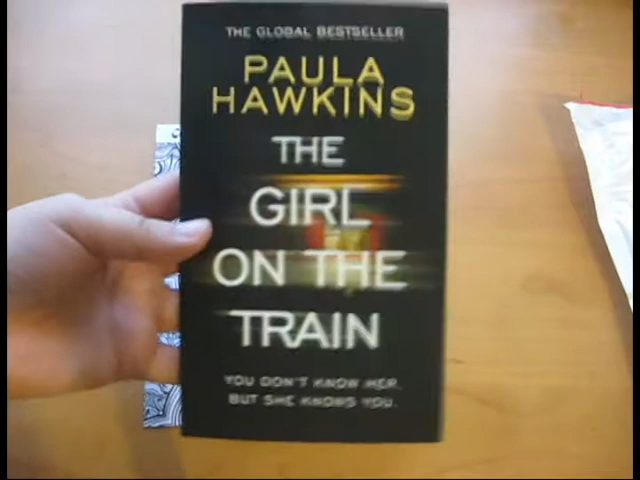 THE GLOBAL BESTSELLER
PAULA
HAWKINS
THE
GIRL
ON THE
TRAIN
YOU DON'T KNOW HER.
BUT SHE KNOWS YOU.